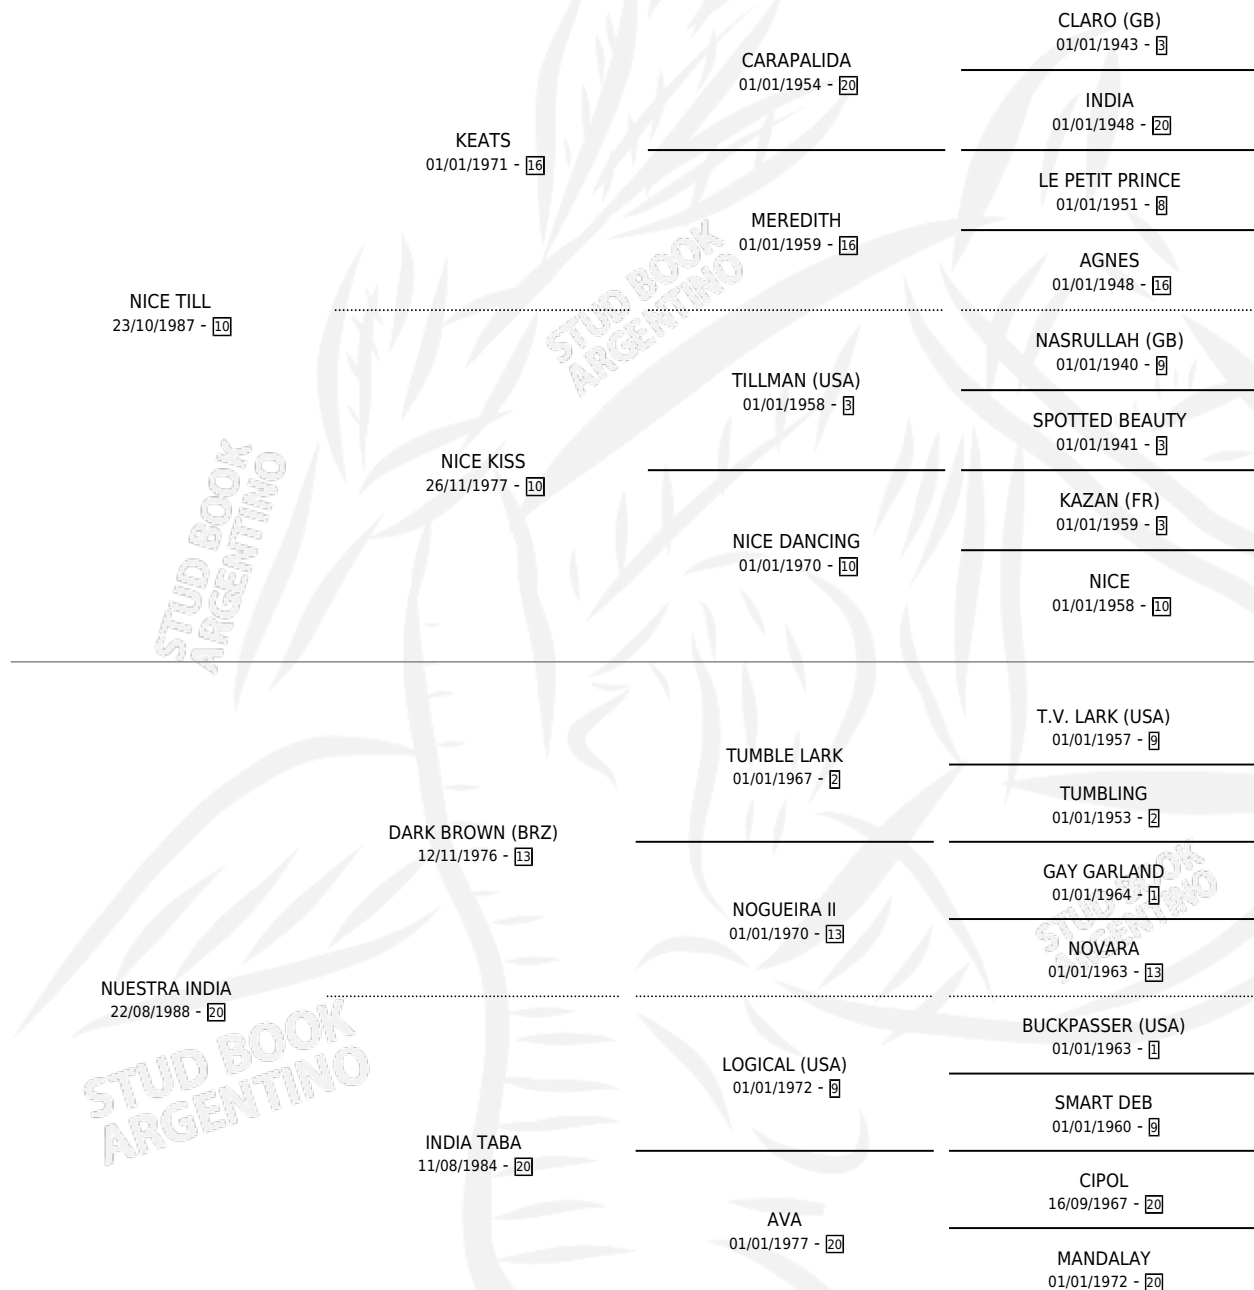 CLARO (GB)
01/01/1943 - 3
CARAPALIDA
01/01/1954 - 20
INDIA
01/01/1948 - 20
KEATS
01/01/1971 - 16
LE PETIT PRINCE
01/01/1951 - 8
MEREDITH
01/01/1959 - 16
AGNES
01/01/1948 - 16
NICE TILL
23/10/1987 - 10
NASRULLAH (GB)
01/01/1940 - 9
TILLMAN (USA)
01/01/1958 - 3
SPOTTED BEAUTY
01/01/1941 - 3
NICE KISS
26/11/1977 - 10
KAZAN (FR)
01/01/1959 - 3
NICE DANCING
01/01/1970 - 10
NICE
01/01/1958 - 10
STUD BOOK
ARGENTINO
STUD BOOK
ARGENTINO
T.V. LARK (USA)
01/01/1957 - 9
TUMBLE LARK
01/01/1967 - 2
TUMBLING
01/01/1953 - 2
DARK BROWN (BRZ)
12/11/1976 - 13
GAY GARLAND
01/01/1964 - 1
NOGUEIRA II
01/01/1970 - 13
NOVARA
01/01/1963 - 13
NUESTRA INDIA
22/08/1988 - 20
BUCKPASSER (USA)
01/01/1963 - 1
LOGICAL (USA)
01/01/1972 - 9
SMART DEB
01/01/1960 - 9
INDIA TABA
11/08/1984 - 20
CIPOL
16/09/1967 - 20
AVA
01/01/1977 - 20
MANDALAY
01/01/1972 - 20
STUD BOOK
ARGENTINO
STUD BOOK
ARGENTINO